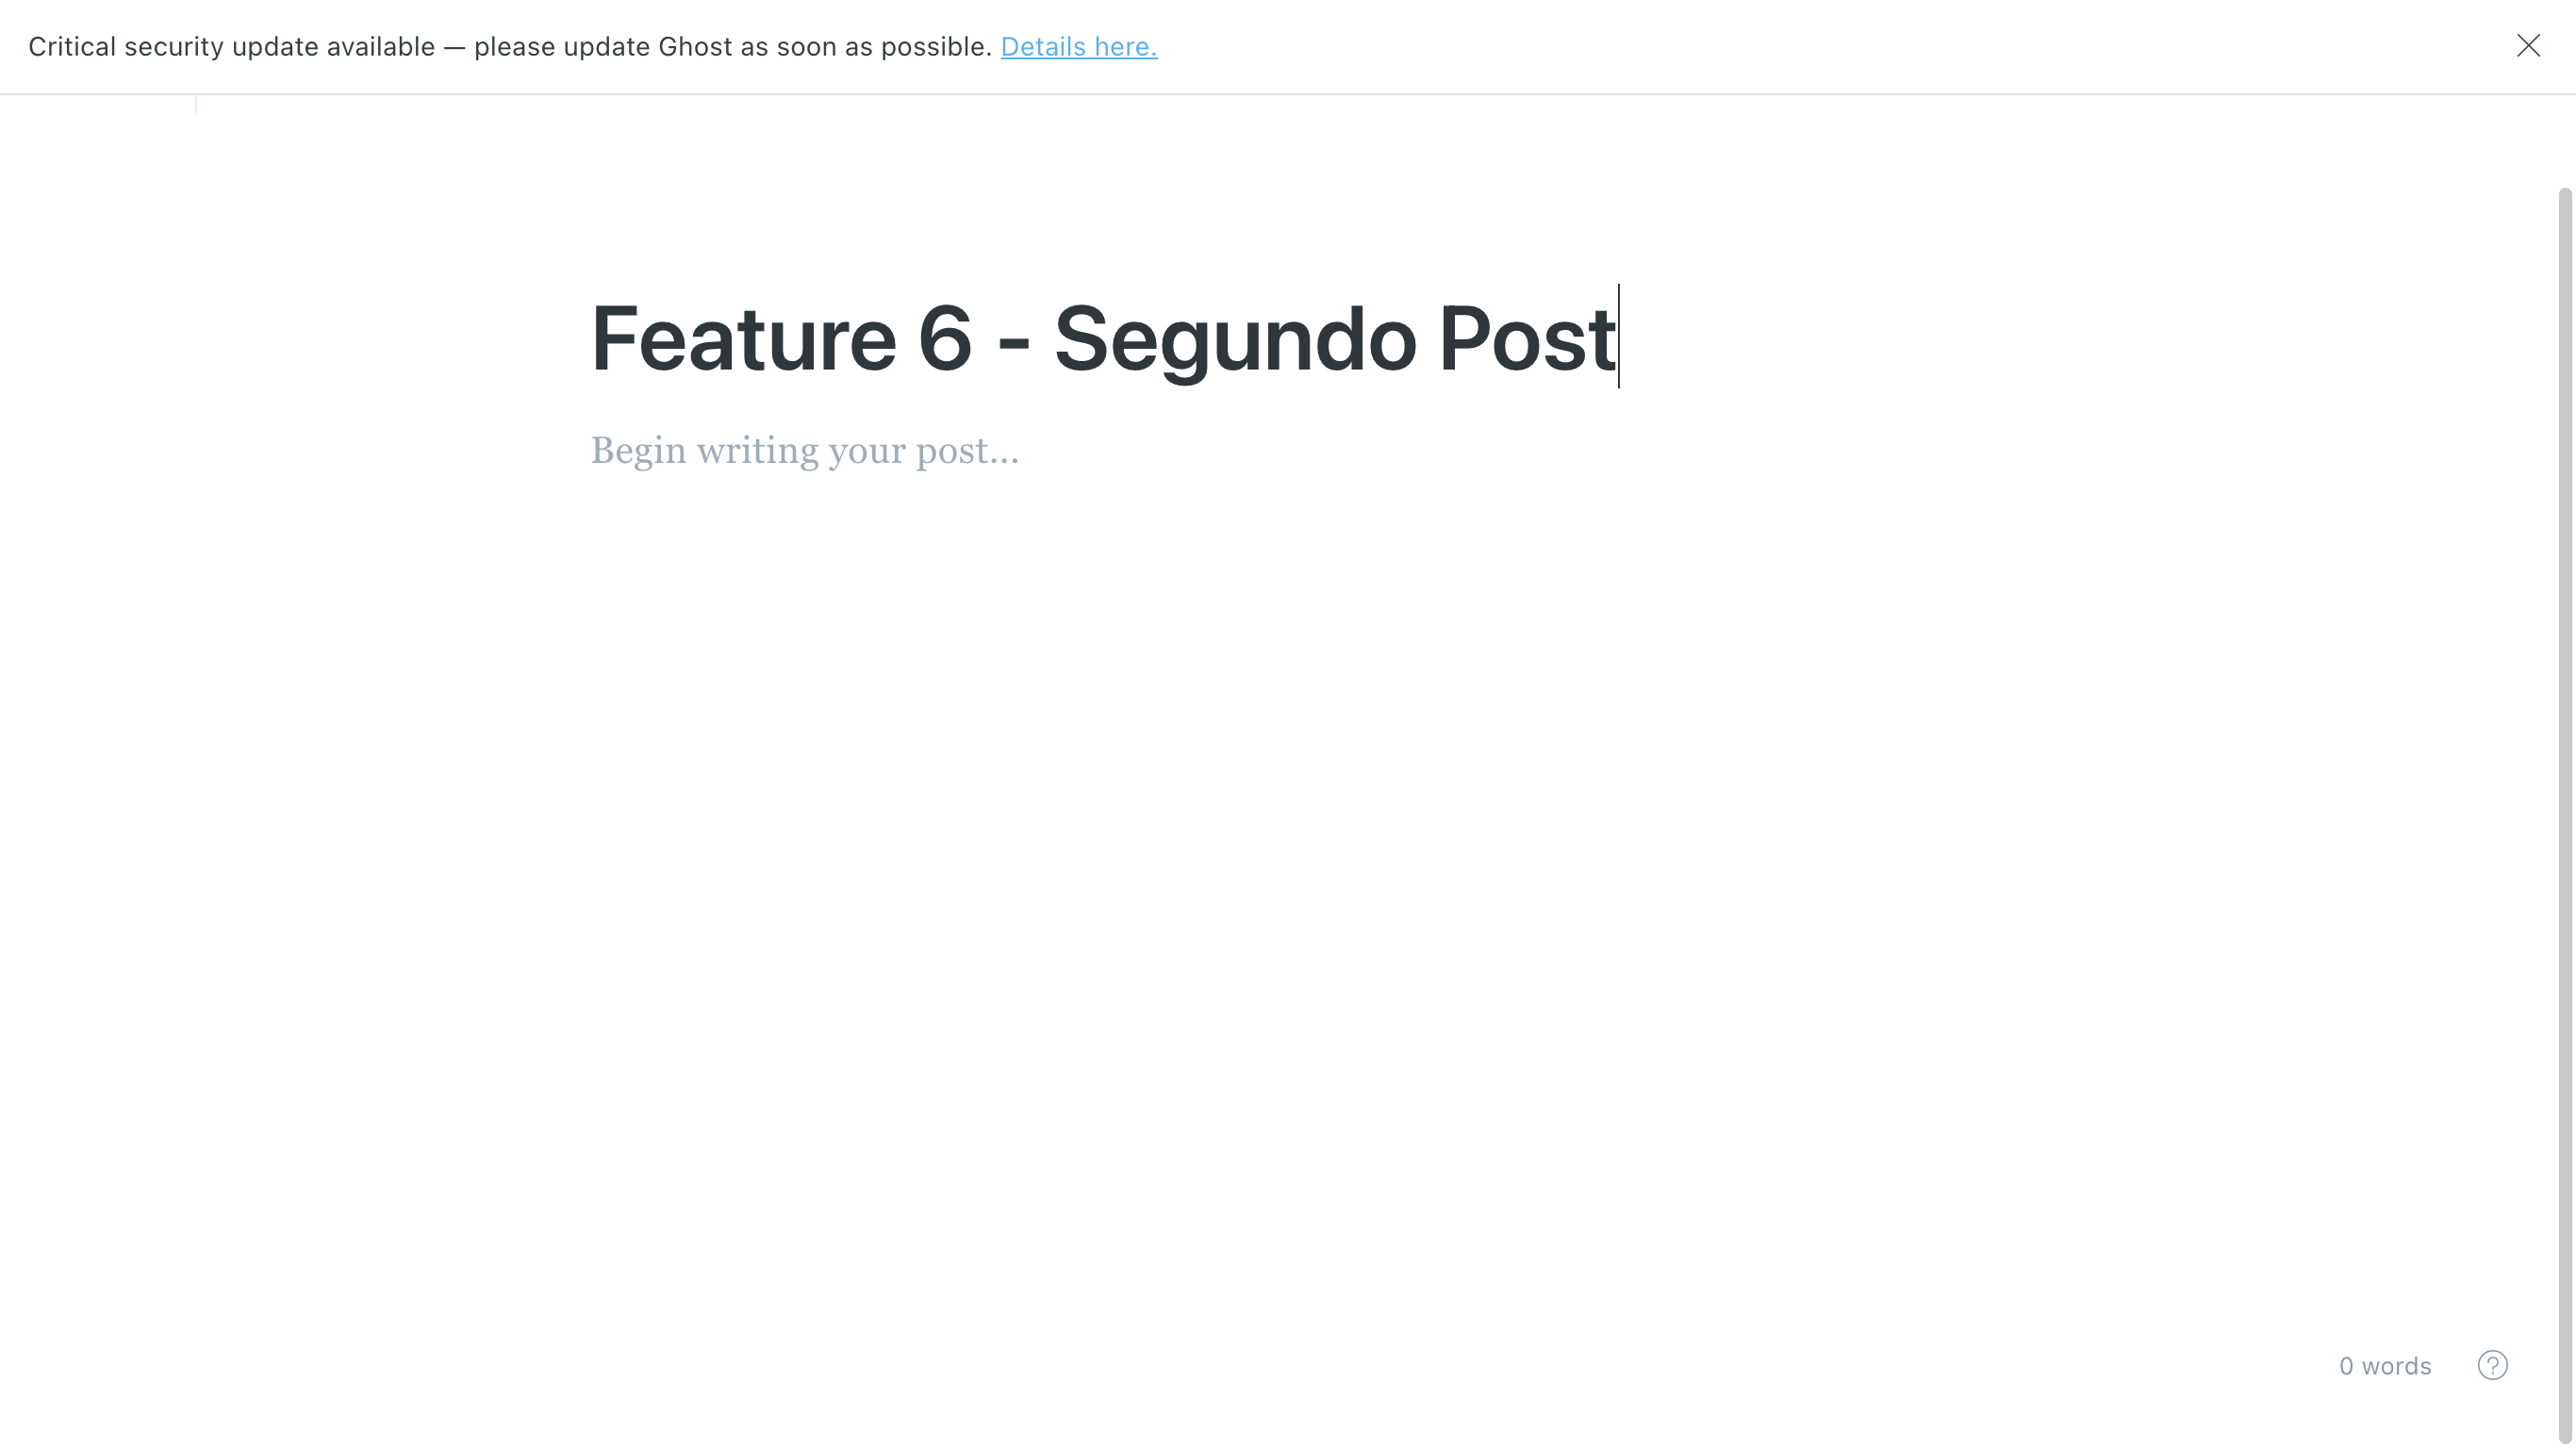 Critical security update available — please update Ghost as soon as possible. Details here.
Feature 6 - Segundo Post
Begin writing your post...
0 words
?